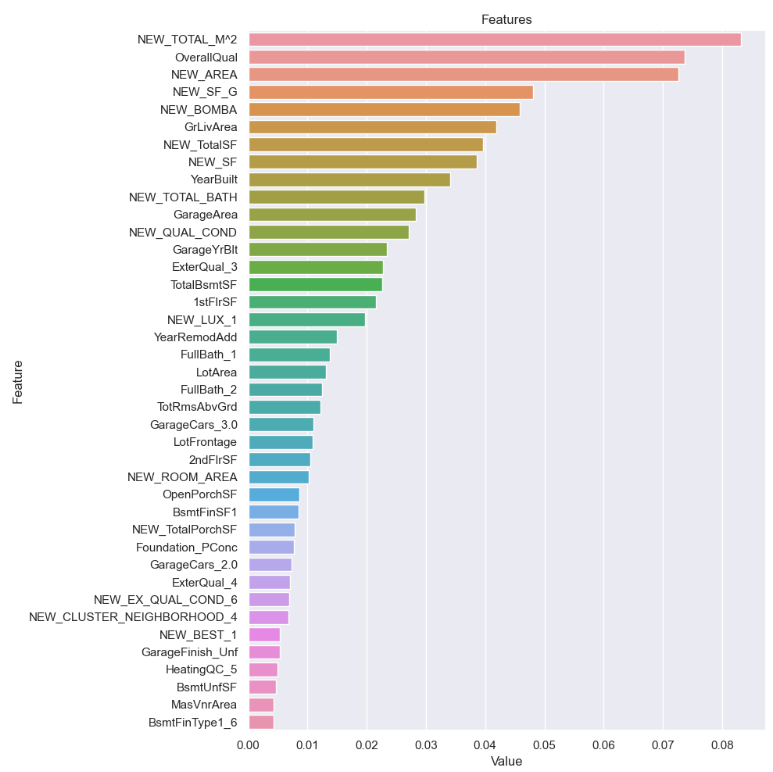 Features
NEW_TOTAL_M^2
OverallQual
NEW_AREA
NEW_SF_G
NEW_BOMBA
GrLivArea
NEW_TotalSF
NEW_SF
YearBuilt
NEW_TOTAL_BATH
GarageArea
NEW_QUAL_COND
GarageYrBlt
ExterQual_3
TotalBsmtSF
1stFlrSF
NEW_LUX_1
YearRemodAdd
FullBath_1
LotArea
FullBath_2
TotRmsAbvGrd
GarageCars_3.0
LotFrontage
2ndFlrSF
NEW_ROOM_AREA
OpenPorchSF
BsmtFinSF1
NEW_TotalPorchSF
Foundation_PConc
GarageCars_2.0
ExterQual_4
NEW_EX_QUAL_COND_6
NEW_CLUSTER_NEIGHBORHOOD_4
NEW_BEST_1
GarageFinish_Unf
HeatingQC_5
BsmtUnfSF
MasVnrArea
BsmtFinType1_6
Feature
0.00 0.01 0.02 0.03 0.04 0.05 0.06 0.07 0.08
Value